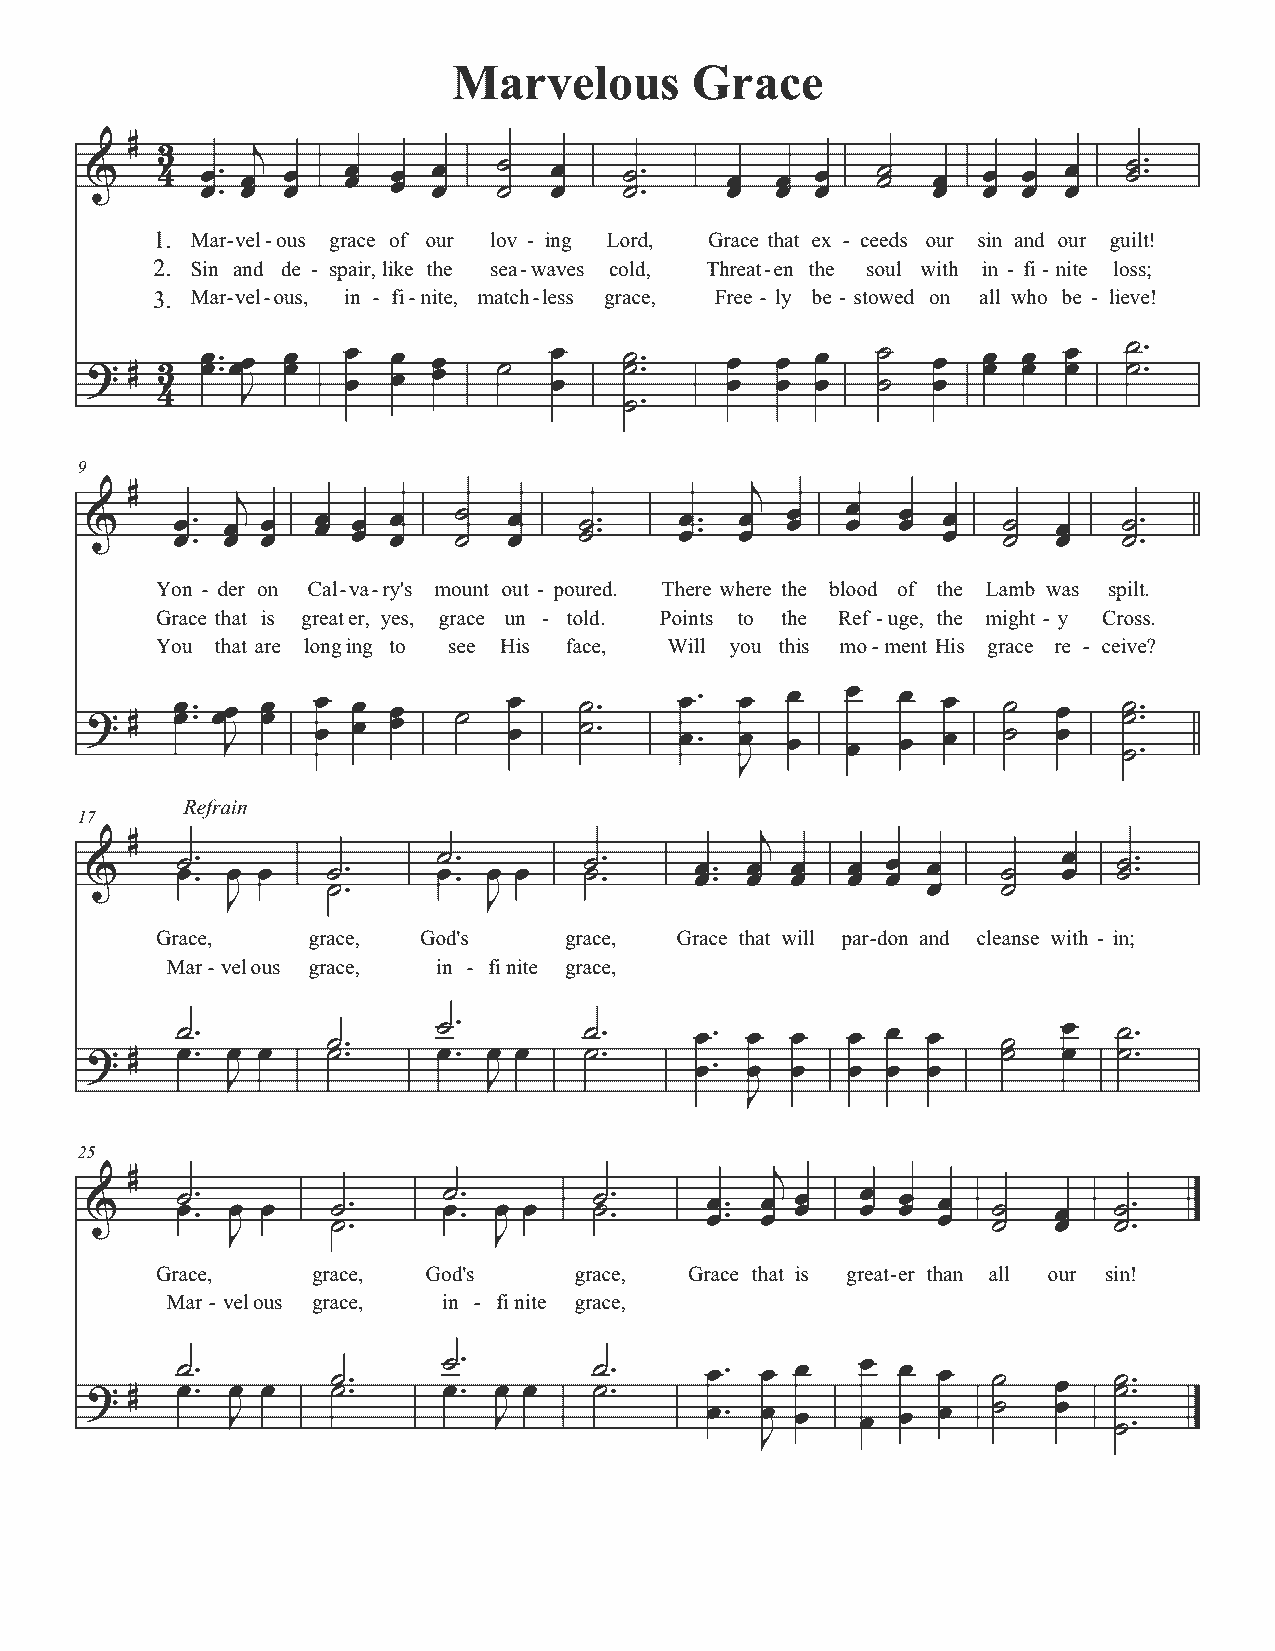 Marvelous Grace
1. Mar-vel-ous grace of our lov - ing Lord, Grace that ex - ceeds our sin and our guilt!
2. Sin and de - spair, like the sea-waves cold, Threat-en the soul with in - fi - nite loss;
3. Mar-vel-ous, in - fi - nite, match-less grace, Free - ly be - stowed on all who be - lieve!
9
Yon - der on Cal-va-ry's mount out - poured. There where the blood of the Lamb was spilt.
Grace that is great er, yes, grace un - told. Points to the Ref - uge, the might - y Cross.
You that are long ing to see His face, Will you this mo - ment His grace re - ceive?
Refrain
17
Grace, grace, God's grace, Grace that will par-don and cleanse with - in;
Mar - vel ous grace, in - fi nite grace,
25
Grace, grace, God's grace, Grace that is great-er than all our sin!
Mar - vel ous grace, in - fi nite grace,